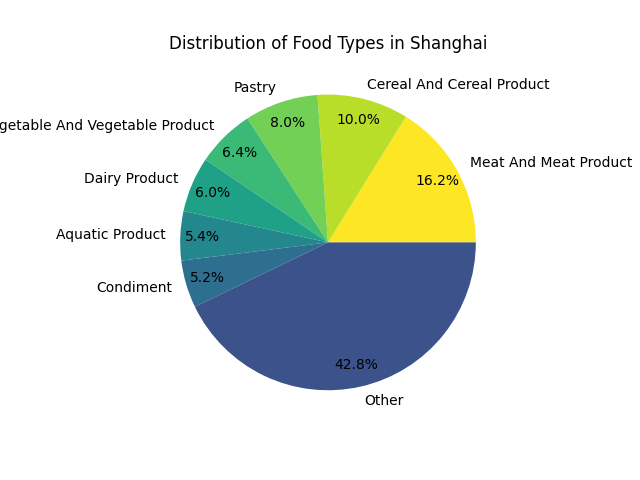 Distribution of Food Types in Shanghai
Pastry
Cereal And Cereal Product
8.0%
10.0%
getable And Vegetable Product
6.4%
Meat And Meat Product
16.2%
Dairy Product
6.0%
Aquatic Product
5.4%
Condiment
5.2%
42.8%
Other